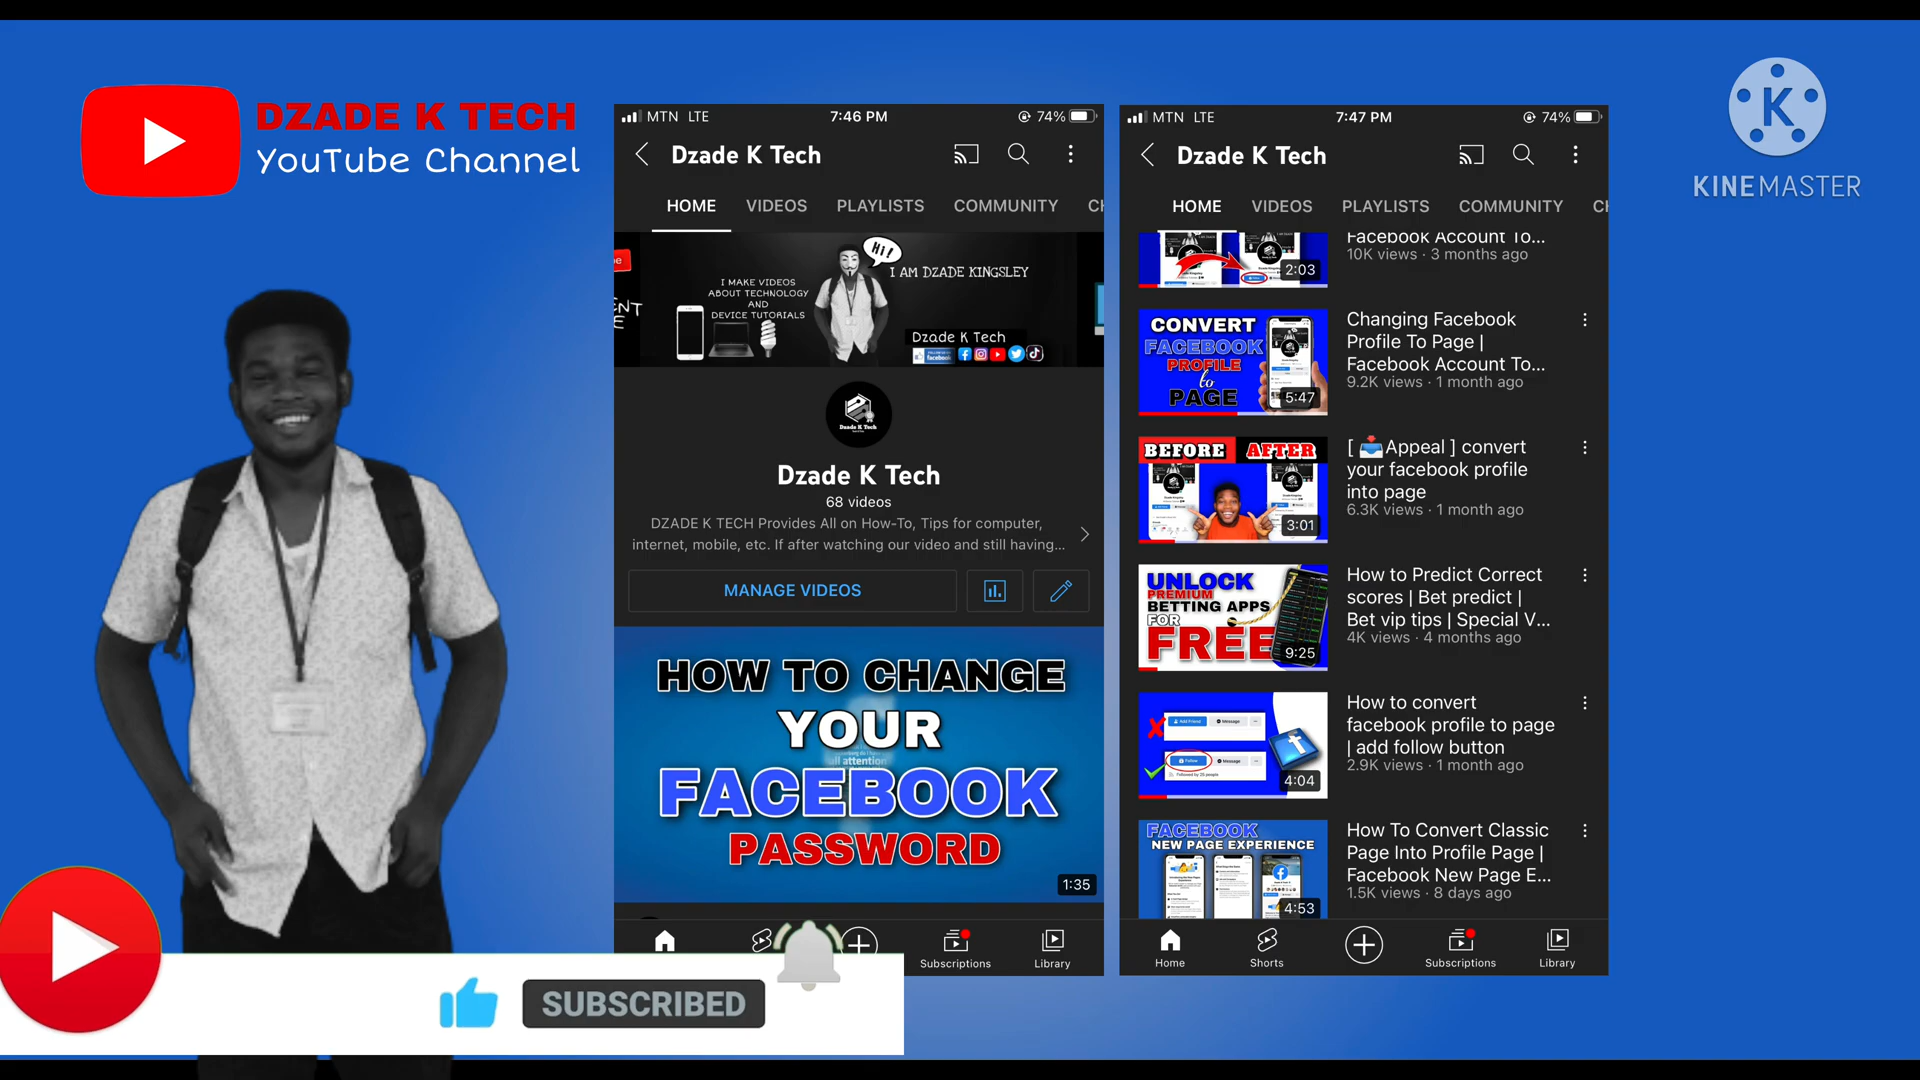 DZADE K TECH
YouTube Channel
MTN LTE
7:46 PM
74%
Dzade K Tech
HOME VIDEOS PLAYLISTS COMMUNITY
Hi!
I AM DZADE KINGSLEY
I MAKE VIDEOS
ABOUT TECHNOLOGY
AND
DEVICE TUTORIALS
Dzade K Tech
facebook
Dzade K Tech
Dzade K Tech
68 videos
DZADE K TECH Provides All on How-To, Tips for computer,
internet, mobile, etc. If after watching our video and still having...
MANAGE VIDEOS
HOW TO CHANGE
YOUR
FACEBOOK
PASSWORD
1:35
Subscriptions
Library
SUBSCRIBED
MTN LTE
7:47 PM
74%
Dzade K Tech
HOME VIDEOS PLAYLISTS COMMUNITY
2:03
Facebook Account To...
10K views · 3 months ago
CONVERT
FACEBOOK
PROFILE
to
PAGE
5:47
Changing Facebook
Profile To Page |
Facebook Account To...
9.2K views · 1 month ago
BEFORE AFTER
3:01
[ 📥Appeal ] convert
your facebook profile
into page
6.3K views · 1 month ago
UNLOCK
PREMIUM
BETTING APPS
FOR
FREE
9:25
How to Predict Correct
scores | Bet predict |
Bet vip tips | Special V...
4K views · 4 months ago
Add Friend Message
Follow Message
4:04
How to convert
facebook profile to page
| add follow button
2.9K views · 1 month ago
FACEBOOK
NEW PAGE EXPERIENCE
4:53
How To Convert Classic
Page Into Profile Page |
Facebook New Page E...
1.5K views · 8 days ago
Home
Shorts
Subscriptions
Library
K
KINEMASTER